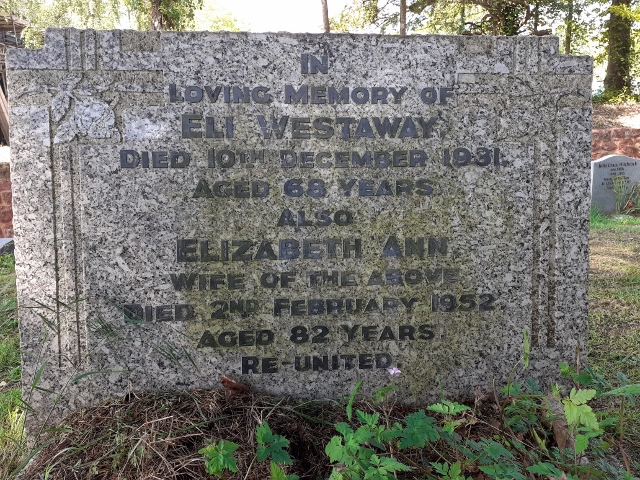 IN
LOVING MEMORY OF
ELI WESTAWAY,
DIED 10TH DECEMBER 1931.
AGED 68 YEARS.
ALSO
ELIZABETH ANN,
WIFE OF THE ABOVE
DIED 2ND FEBRUARY 1952.
AGED 82 YEARS.
RE-UNITED.